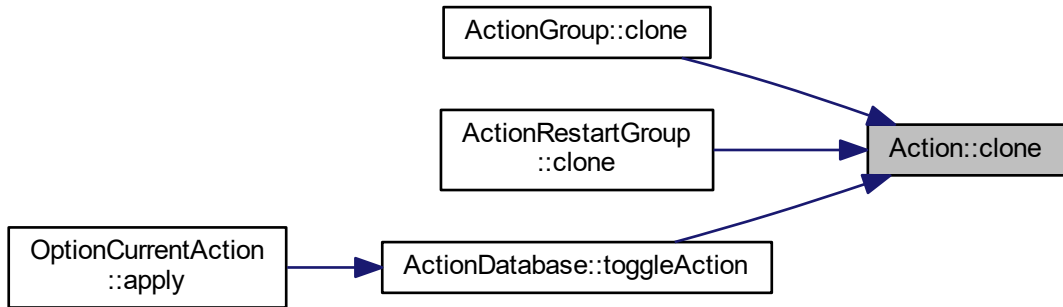 ActionGroup::clone
ActionRestartGroup
::clone
Action::clone
OptionCurrentAction
::apply
ActionDatabase::toggleAction